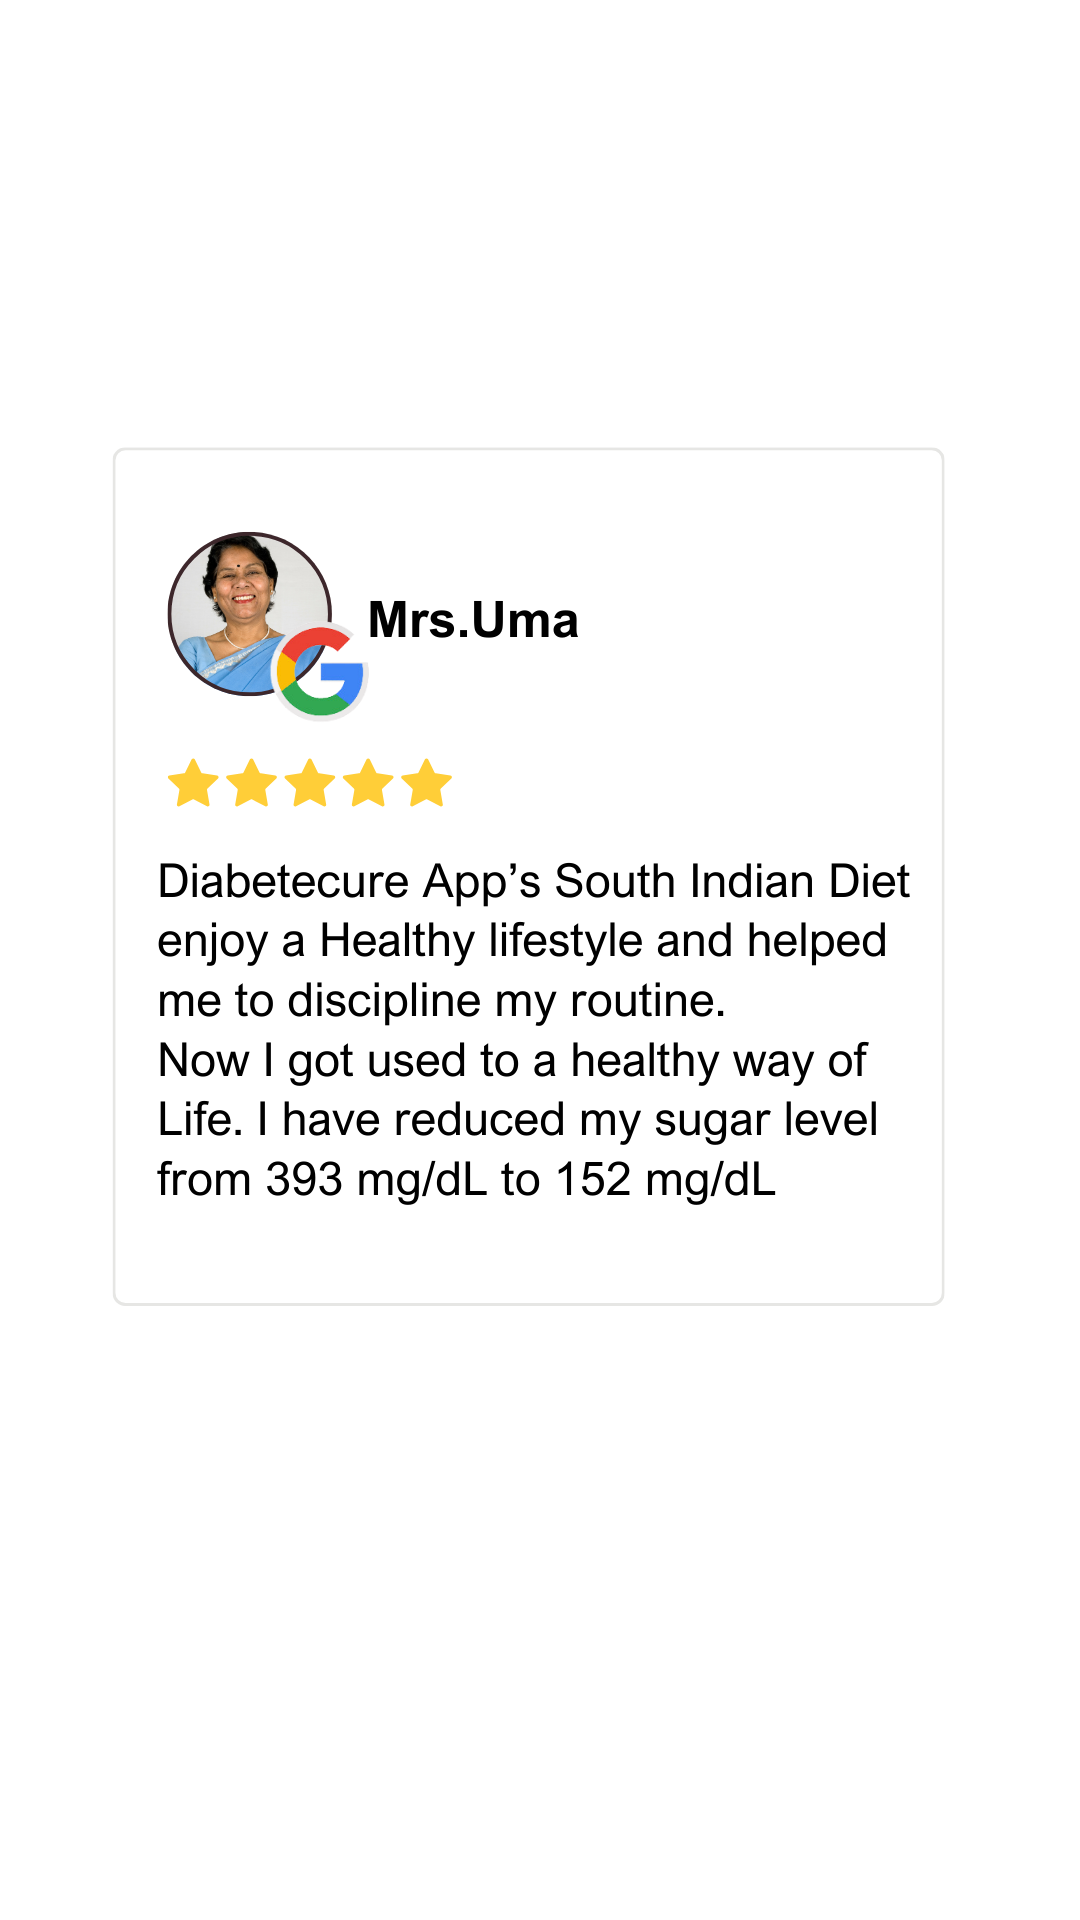 Mrs.Uma
Diabetecure App’s South Indian Diet
enjoy a Healthy lifestyle and helped
me to discipline my routine.
Now I got used to a healthy way of
Life. I have reduced my sugar level
from 393 mg/dL to 152 mg/dL